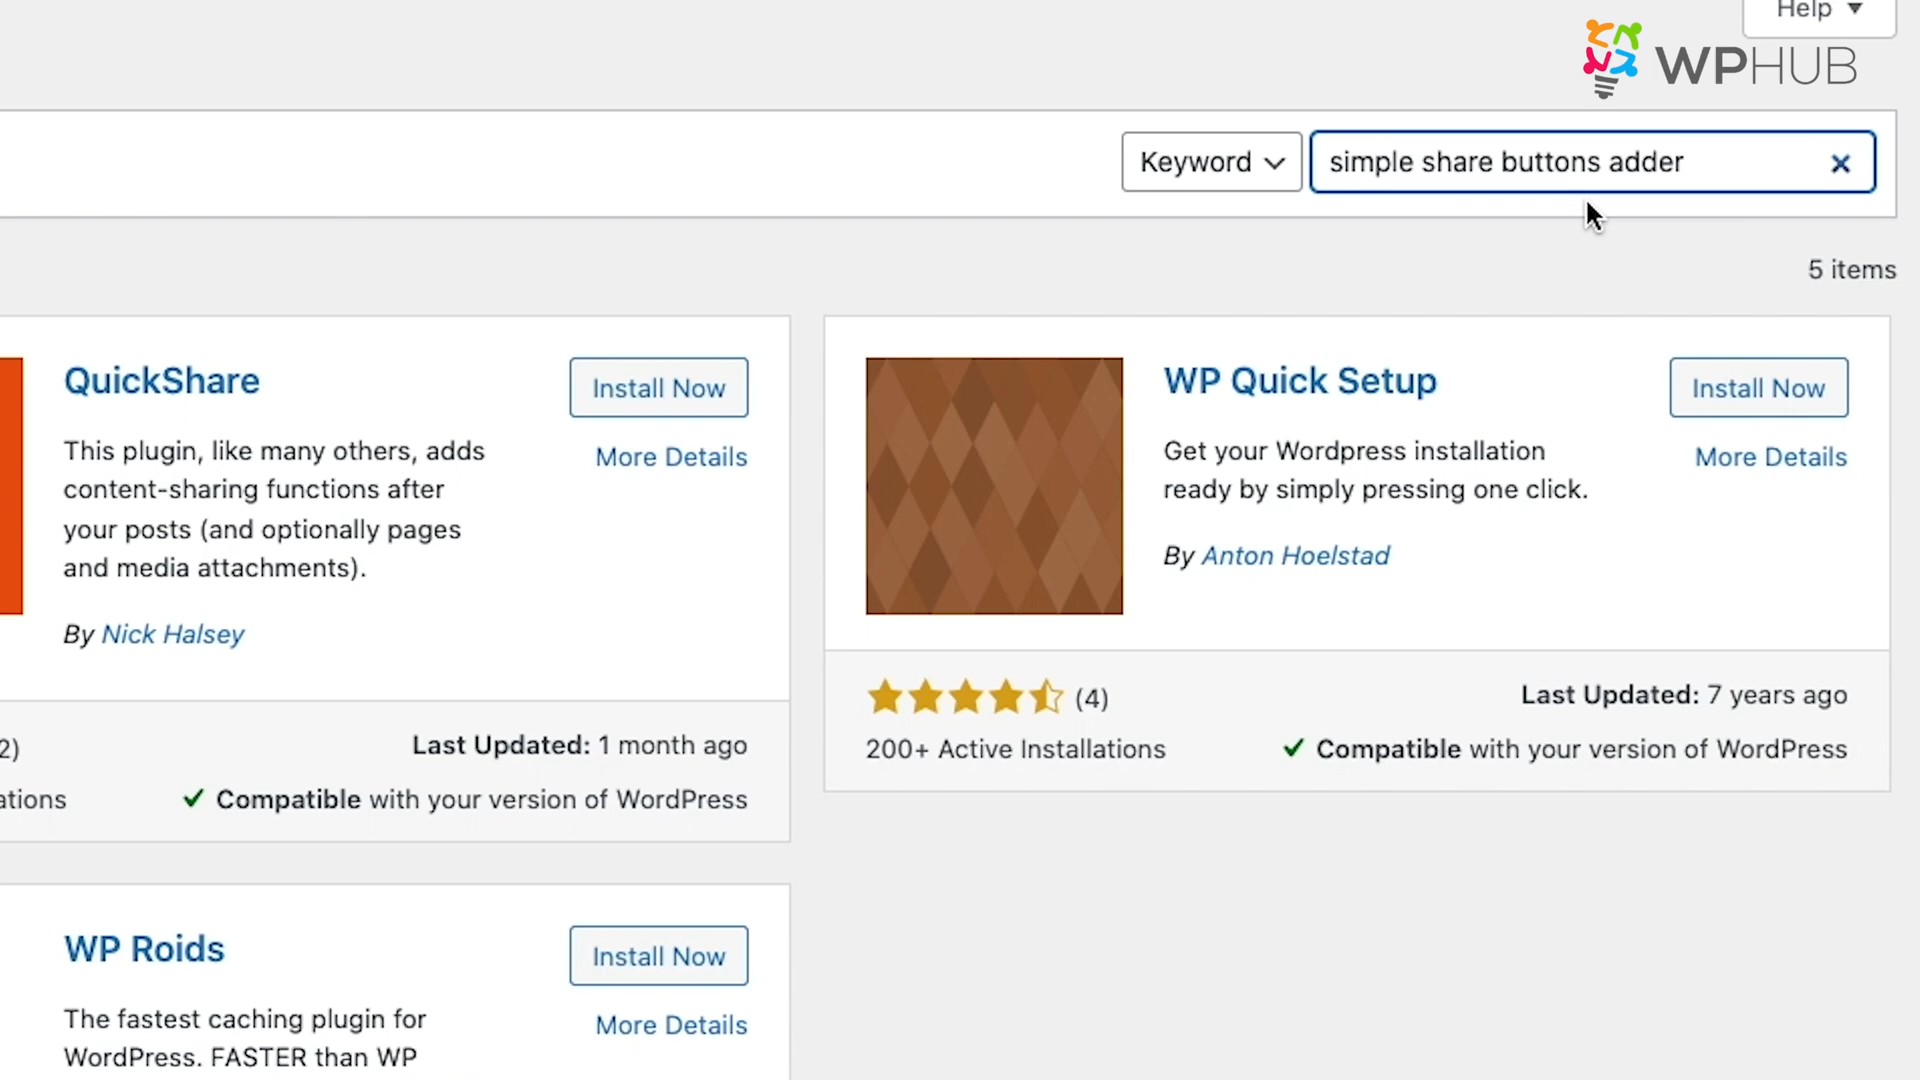 Help
WPHUB
Keyword
simple share buttons adder
5 items
QuickShare
Install Now
This plugin, like many others, adds
content-sharing functions after
your posts (and optionally pages
and media attachments).
More Details
By Nick Halsey
2)
Last Updated: 1 month ago
ations
Compatible with your version of WordPress
WP Quick Setup
Install Now
Get your Wordpress installation
ready by simply pressing one click.
More Details
By Anton Hoelstad
(4)
Last Updated: 7 years ago
200+ Active Installations
Compatible with your version of WordPress
WP Roids
Install Now
The fastest caching plugin for
WordPress. FASTER than WP
More Details